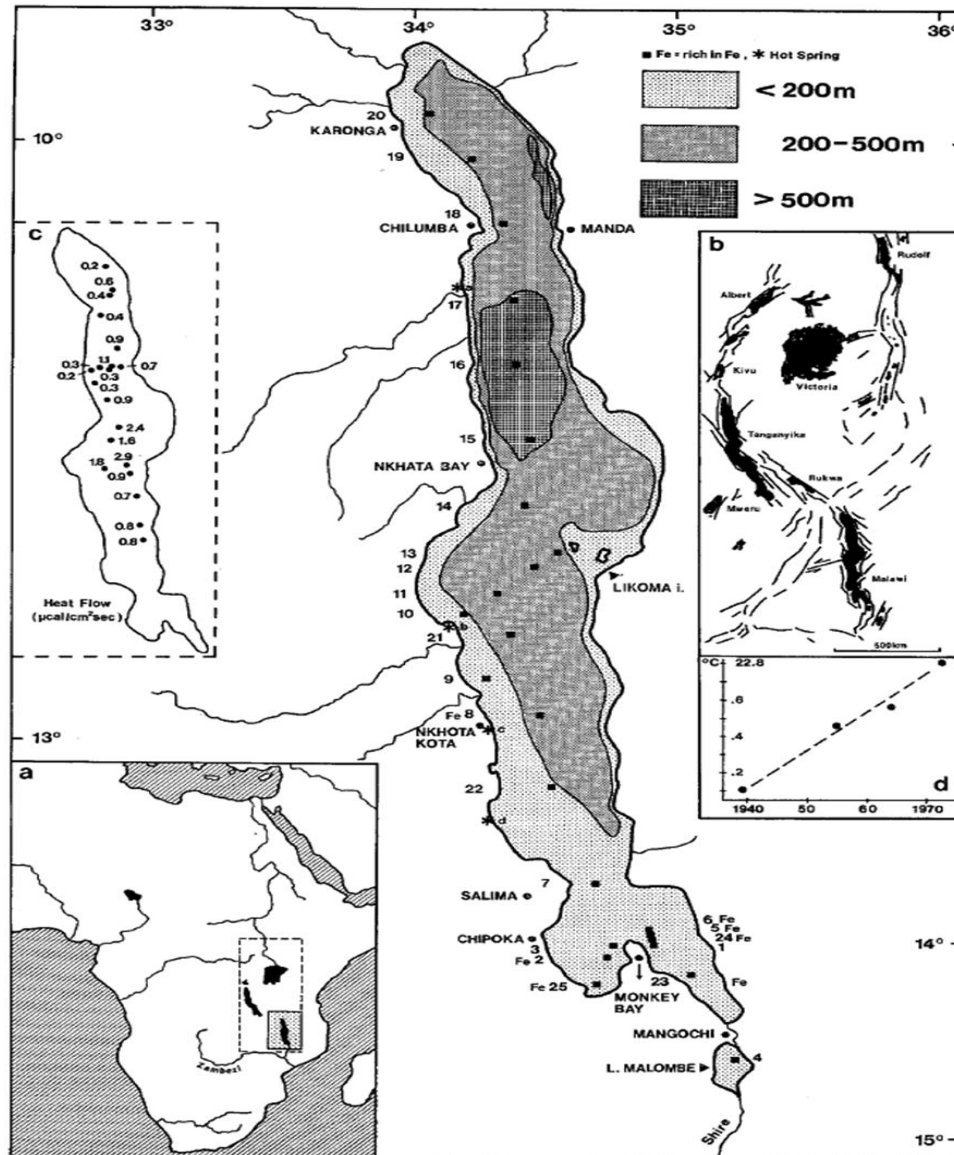 33°
34°
35°
36°
■ Fe = rich in Fe, * Hot Spring
< 200m
200–500m
> 500m
10°
20
KARONGA
19
18
CHILUMBA
MANDA
a
17
16
15
NKHATA BAY
14
13
12
LIKOMA i.
11
10
b
21
9
Fe 8
NKHOTA
KOTA
c
13°
22
d
7
SALIMA
CHIPOKA
3
Fe 2
Fe 25
6 Fe
5 Fe
24 Fe
1
14°
Fe
23
MONKEY
BAY
MANGOCHI
4
L. MALOMBE
Shire
15°
c
0.2
0.6
0.4
0.4
0.9
0.3
0.7
0.2
0.3
0.3
0.9
2.4
1.6
2.9
1.8
0.9
0.7
0.8
0.8
Heat Flow
(µcal/cm²sec)
b
Rudolf
Albert
Kivu
Victoria
Tanganyika
Rukwa
Mweru
Malawi
500km
°C
22.8
.6
.4
.2
d
1940
50
60
1970
a
Zambezi